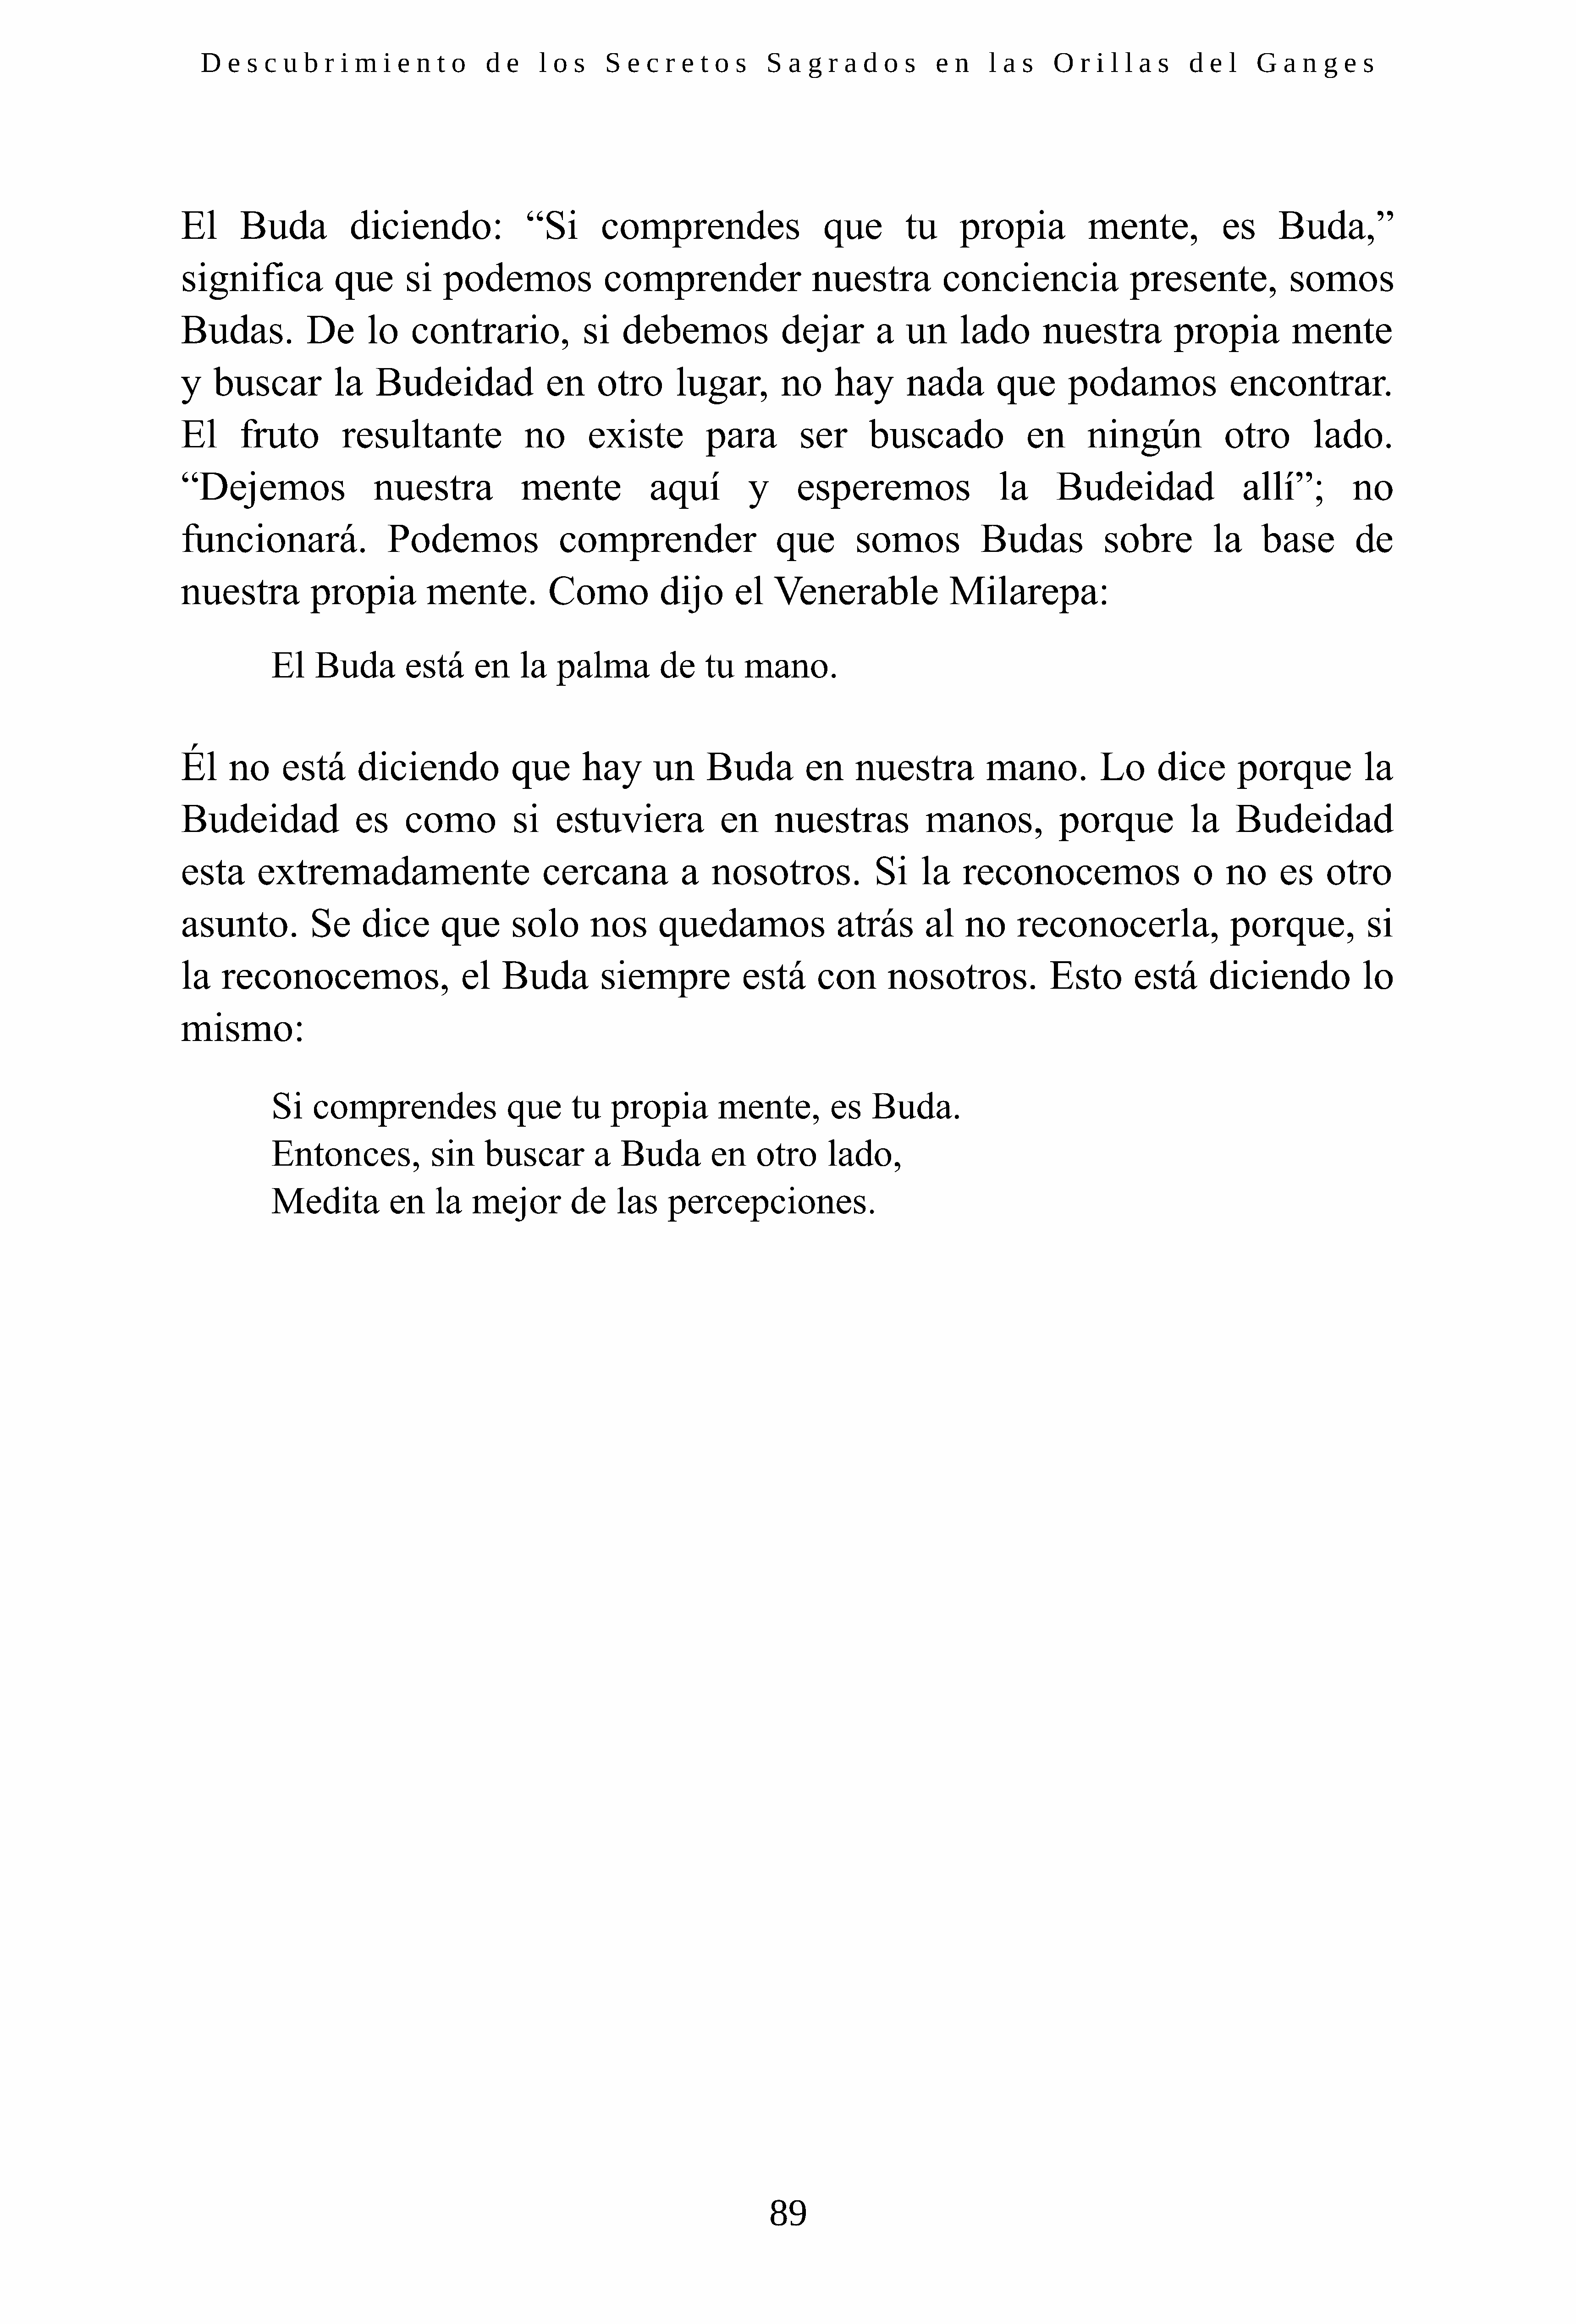 Descubrimiento de los Secretos Sagrados en las Orillas del Ganges
El Buda diciendo: “Si comprendes que tu propia mente, es Buda,”
significa que si podemos comprender nuestra conciencia presente, somos
Budas. De lo contrario, si debemos dejar a un lado nuestra propia mente
y buscar la Budeidad en otro lugar, no hay nada que podamos encontrar.
El fruto resultante no existe para ser buscado en ningún otro lado.
“Dejemos nuestra mente aquí y esperemos la Budeidad allí”; no
funcionará. Podemos comprender que somos Budas sobre la base de
nuestra propia mente. Como dijo el Venerable Milarepa:
El Buda está en la palma de tu mano.
Él no está diciendo que hay un Buda en nuestra mano. Lo dice porque la
Budeidad es como si estuviera en nuestras manos, porque la Budeidad
esta extremadamente cercana a nosotros. Si la reconocemos o no es otro
asunto. Se dice que solo nos quedamos atrás al no reconocerla, porque, si
la reconocemos, el Buda siempre está con nosotros. Esto está diciendo lo
mismo:
Si comprendes que tu propia mente, es Buda.
Entonces, sin buscar a Buda en otro lado,
Medita en la mejor de las percepciones.
89